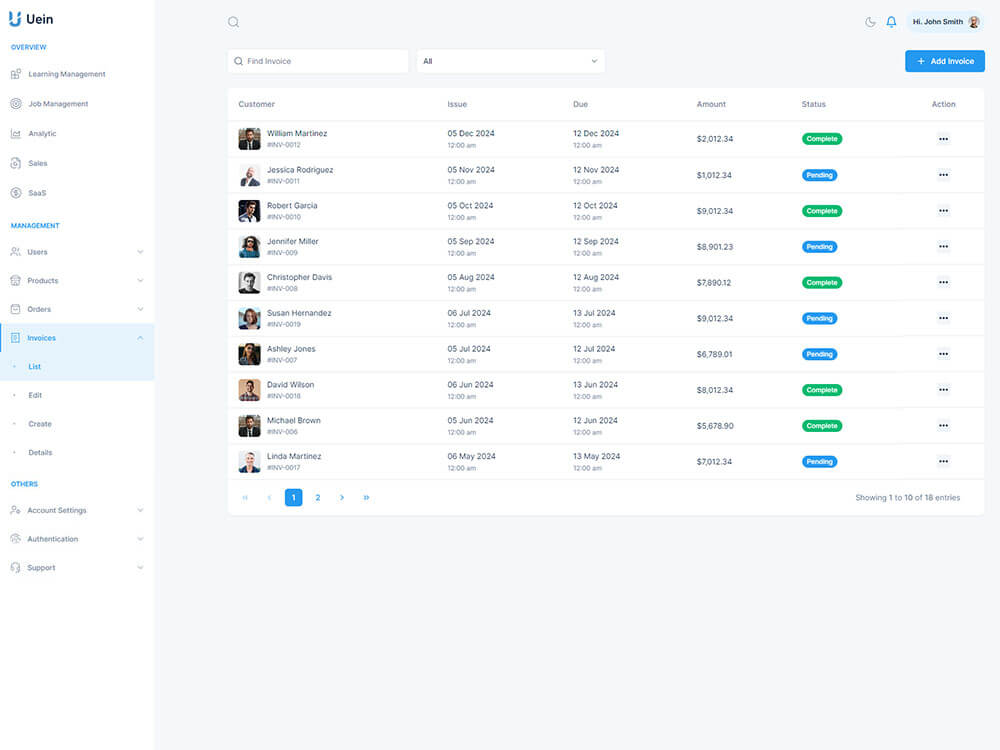 Uein
Hi, John Smith
OVERVIEW
Learning Management
Job Management
Analytic
Sales
SaaS
MANAGEMENT
Users
Products
Orders
Invoices
List
Edit
Create
Details
OTHERS
Account Settings
Authentication
Support
Find Invoice
All
+ Add Invoice
Customer Issue Due Amount Status Action
William Martinez 05 Dec 2024 12 Dec 2024 $2,012.34 Complete
#INV-0012 12:00 am 12:00 am
Jessica Rodriguez 05 Nov 2024 12 Nov 2024 $1,012.34 Pending
#INV-0011 12:00 am 12:00 am
Robert Garcia 05 Oct 2024 12 Oct 2024 $9,012.34 Complete
#INV-0010 12:00 am 12:00 am
Jennifer Miller 05 Sep 2024 12 Sep 2024 $8,901.23 Pending
#INV-009 12:00 am 12:00 am
Christopher Davis 05 Aug 2024 12 Aug 2024 $7,890.12 Complete
#INV-008 12:00 am 12:00 am
Susan Hernandez 06 Jul 2024 13 Jul 2024 $9,012.34 Pending
#INV-0019 12:00 am 12:00 am
Ashley Jones 05 Jul 2024 12 Jul 2024 $6,789.01 Pending
#INV-007 12:00 am 12:00 am
David Wilson 06 Jun 2024 13 Jun 2024 $8,012.34 Complete
#INV-0018 12:00 am 12:00 am
Michael Brown 05 Jun 2024 12 Jun 2024 $5,678.90 Complete
#INV-006 12:00 am 12:00 am
Linda Martinez 06 May 2024 13 May 2024 $7,012.34 Pending
#INV-0017 12:00 am 12:00 am
« ‹ 1 2 › » Showing 1 to 10 of 18 entries